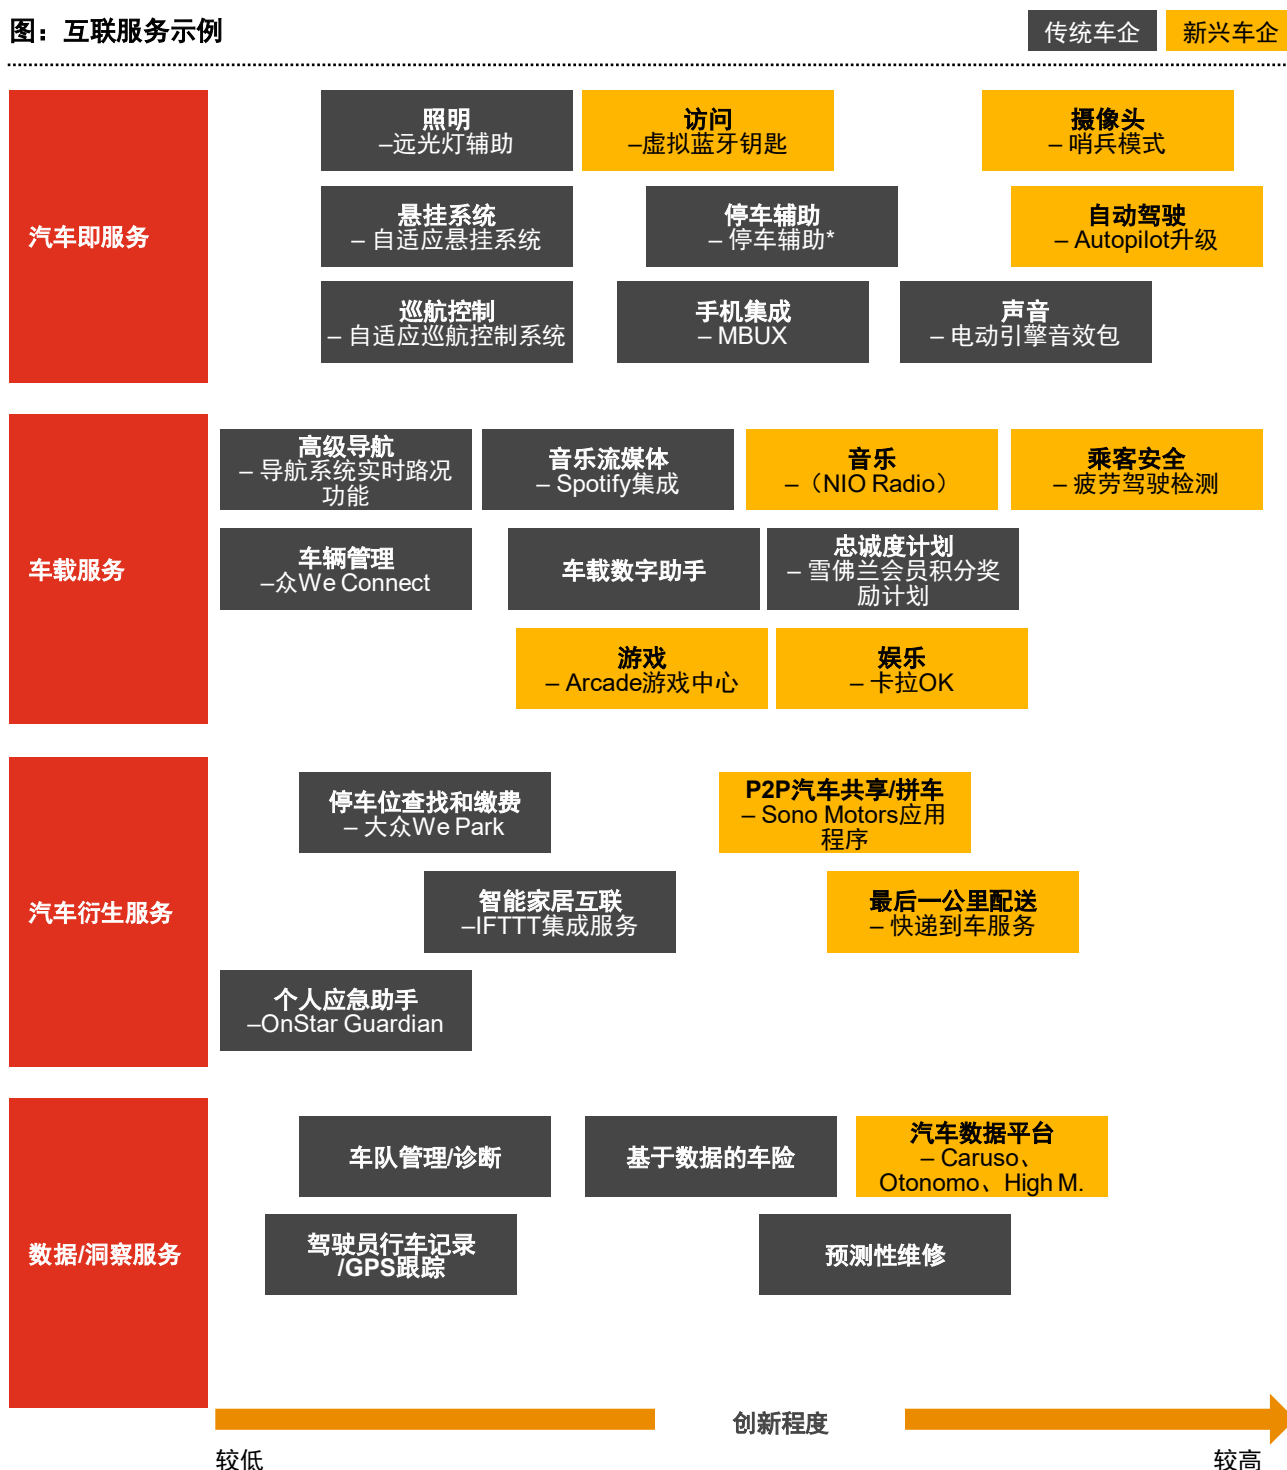 图：互联服务示例
传统车企
新兴车企
汽车即服务
照明
–远光灯辅助
访问
–虚拟蓝牙钥匙
摄像头
– 哨兵模式
悬挂系统
– 自适应悬挂系统
停车辅助
– 停车辅助*
自动驾驶
– Autopilot升级
巡航控制
– 自适应巡航控制系统
手机集成
– MBUX
声音
– 电动引擎音效包
车载服务
高级导航
– 导航系统实时路况
功能
音乐流媒体
– Spotify集成
音乐
–（NIO Radio）
乘客安全
– 疲劳驾驶检测
车辆管理
–众We Connect
车载数字助手
忠诚度计划
– 雪佛兰会员积分奖
励计划
游戏
– Arcade游戏中心
娱乐
– 卡拉OK
汽车衍生服务
停车位查找和缴费
– 大众We Park
P2P汽车共享/拼车
– Sono Motors应用
程序
智能家居互联
–IFTTT集成服务
最后一公里配送
– 快递到车服务
个人应急助手
–OnStar Guardian
数据/洞察服务
车队管理/诊断
基于数据的车险
汽车数据平台
– Caruso、
Otonomo、High M.
驾驶员行车记录
/GPS跟踪
预测性维修
创新程度
较低
较高